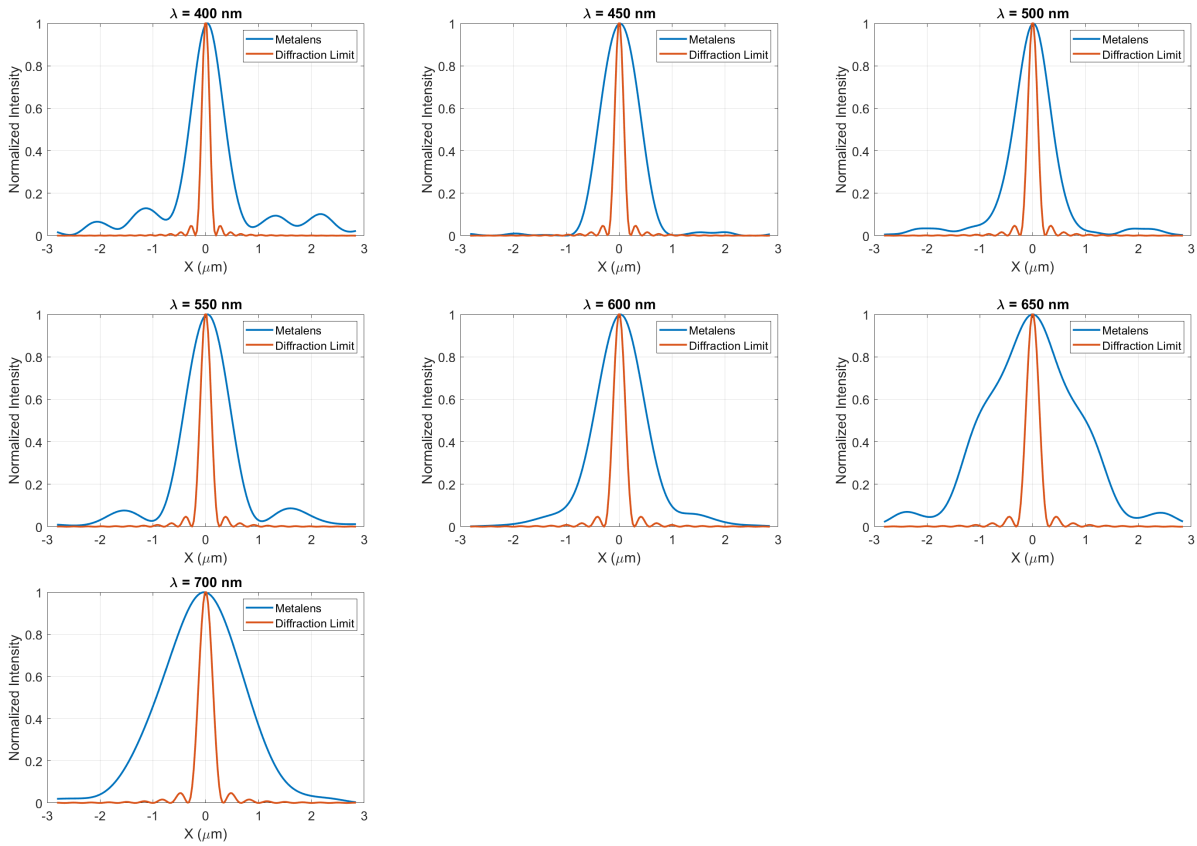 λ = 400 nm
Normalized Intensity
1
0.8
0.6
0.4
0.2
0
-3 -2 -1 0 1 2 3
X (μm)
Metalens
Diffraction Limit
λ = 450 nm
Normalized Intensity
1
0.8
0.6
0.4
0.2
0
-3 -2 -1 0 1 2 3
X (μm)
Metalens
Diffraction Limit
λ = 500 nm
Normalized Intensity
1
0.8
0.6
0.4
0.2
0
-3 -2 -1 0 1 2 3
X (μm)
Metalens
Diffraction Limit
λ = 550 nm
Normalized Intensity
1
0.8
0.6
0.4
0.2
0
-3 -2 -1 0 1 2 3
X (μm)
Metalens
Diffraction Limit
λ = 600 nm
Normalized Intensity
1
0.8
0.6
0.4
0.2
0
-3 -2 -1 0 1 2 3
X (μm)
Metalens
Diffraction Limit
λ = 650 nm
Normalized Intensity
1
0.8
0.6
0.4
0.2
0
-3 -2 -1 0 1 2 3
X (μm)
Metalens
Diffraction Limit
λ = 700 nm
Normalized Intensity
1
0.8
0.6
0.4
0.2
0
-3 -2 -1 0 1 2 3
X (μm)
Metalens
Diffraction Limit